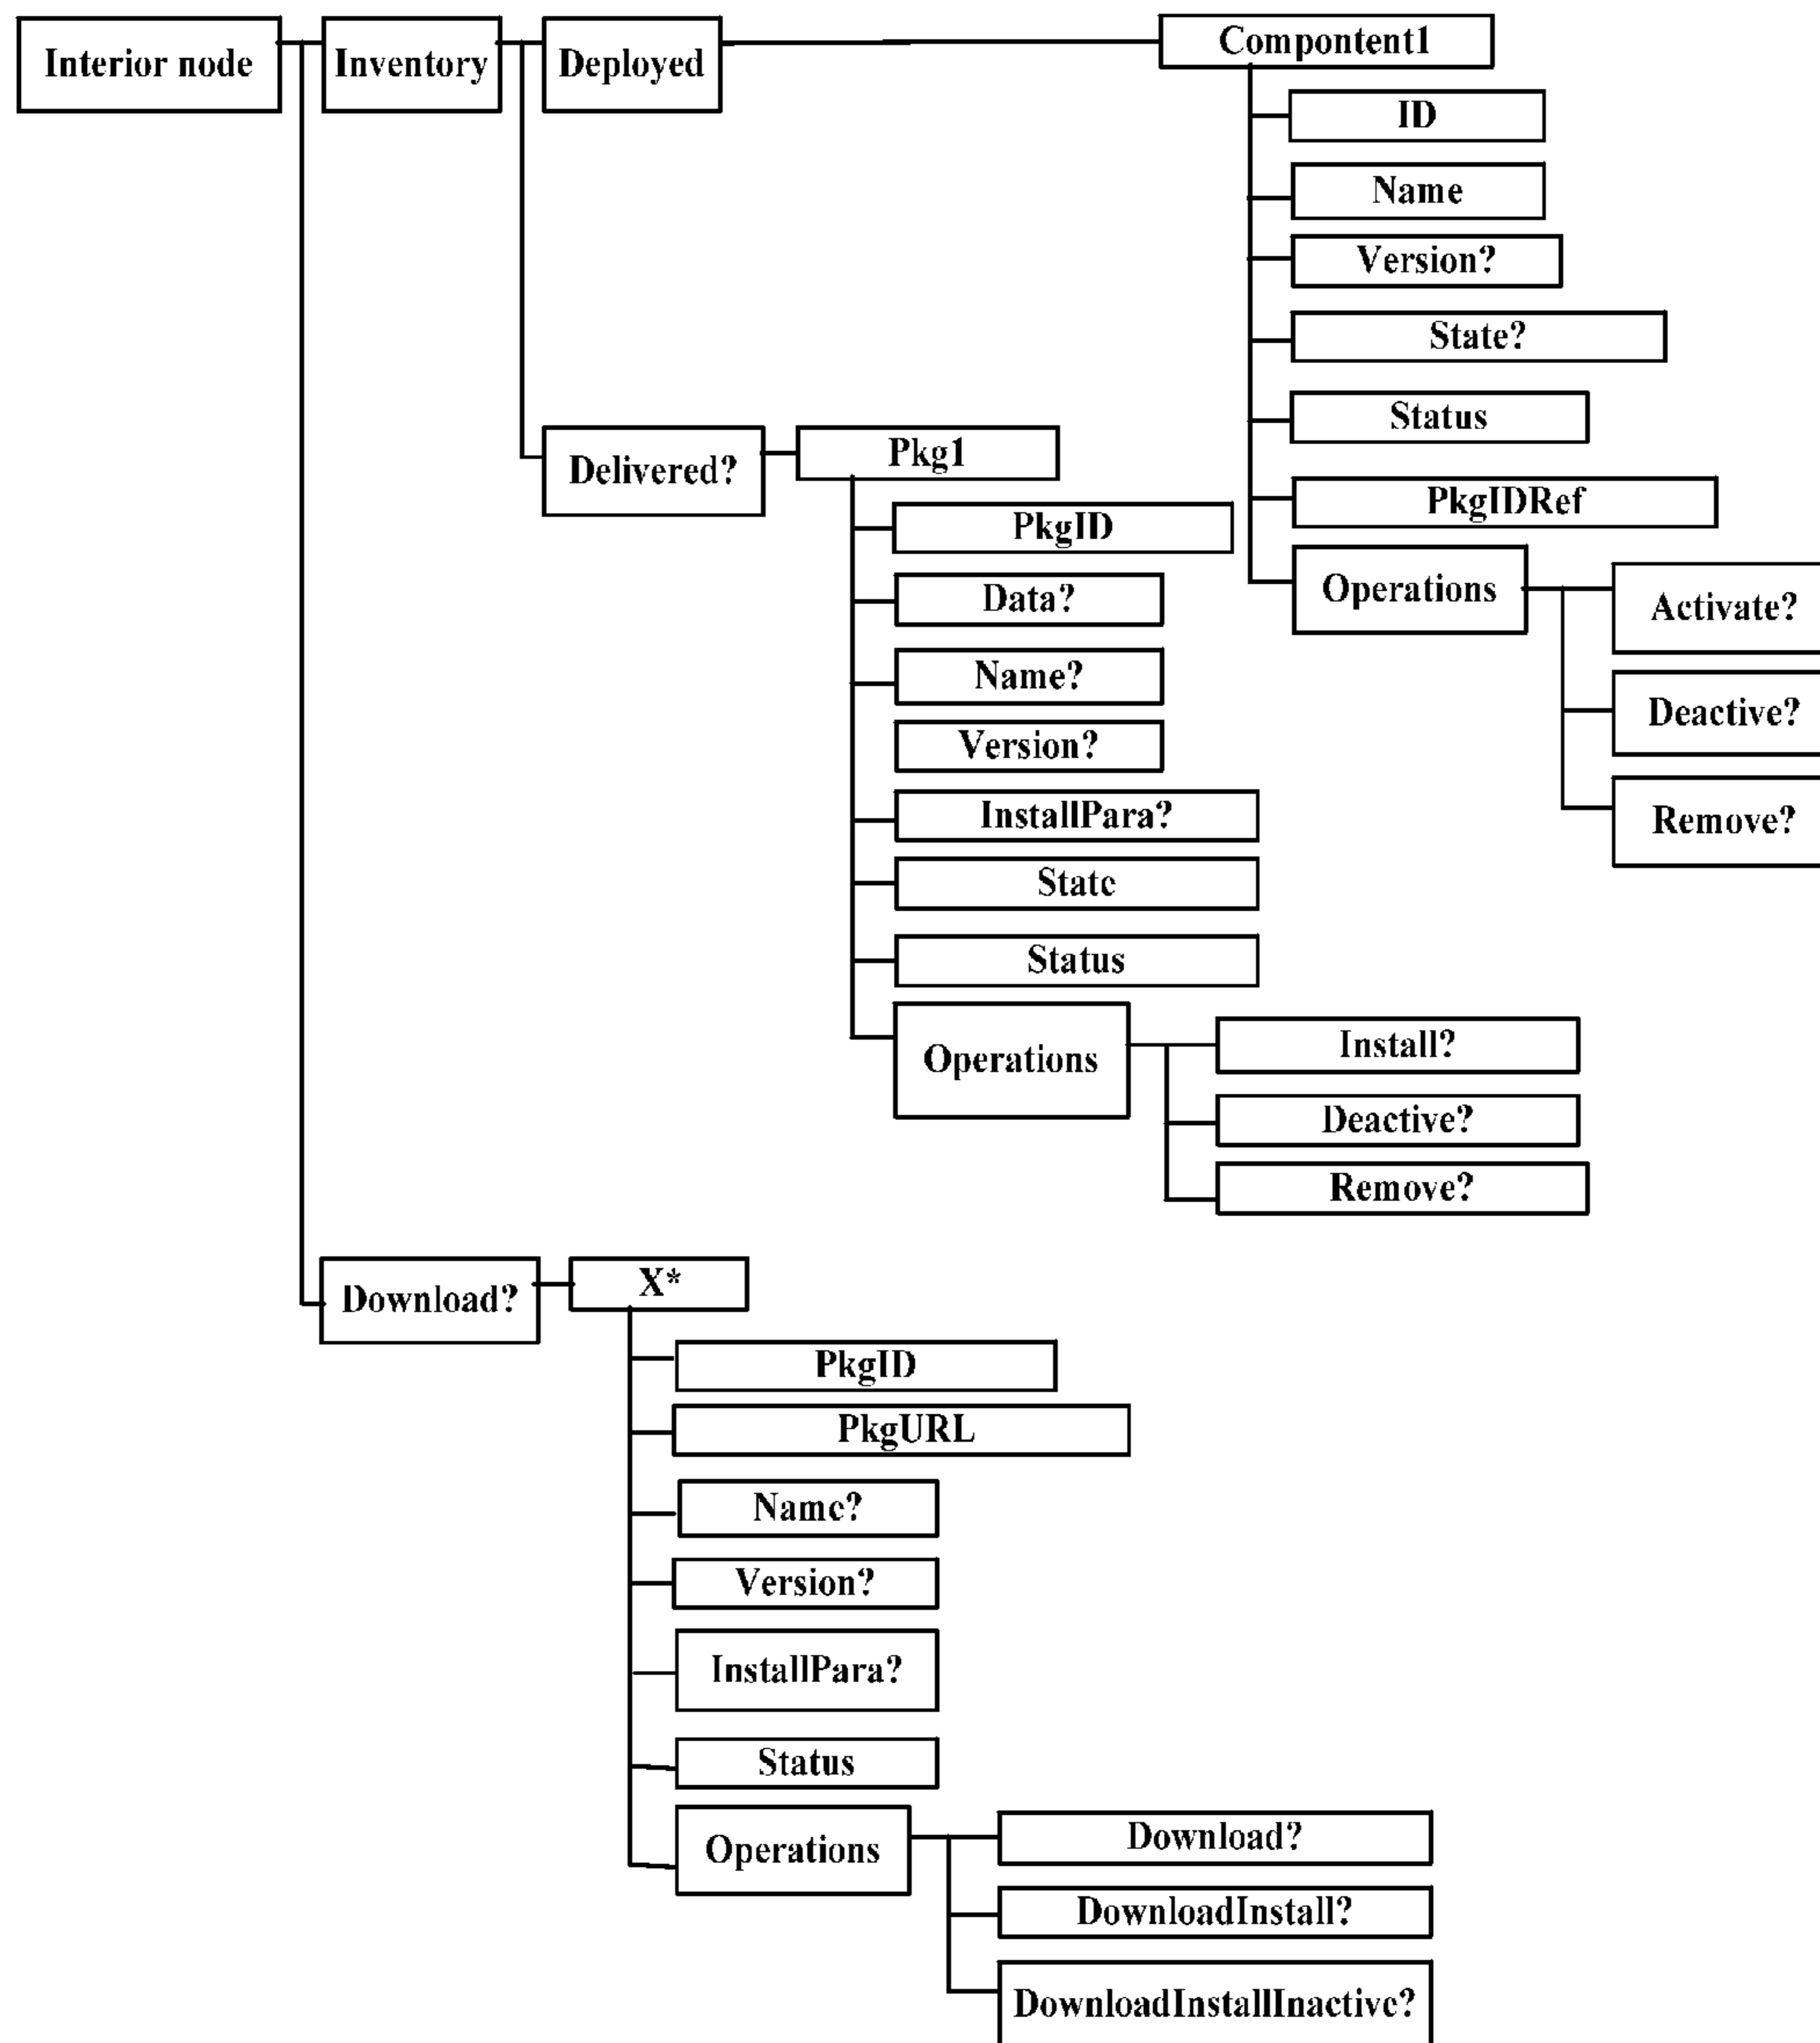 Interior node
Inventory
Deployed
Compontent1
ID
Name
Version?
State?
Status
PkgIDRef
Operations
Activate?
Deactive?
Remove?
Delivered?
Pkg1
PkgID
Data?
Name?
Version?
InstallPara?
State
Status
Operations
Install?
Deactive?
Remove?
Download?
X*
PkgID
PkgURL
Name?
Version?
InstallPara?
Status
Operations
Download?
DownloadInstall?
DownloadInstallInactive?